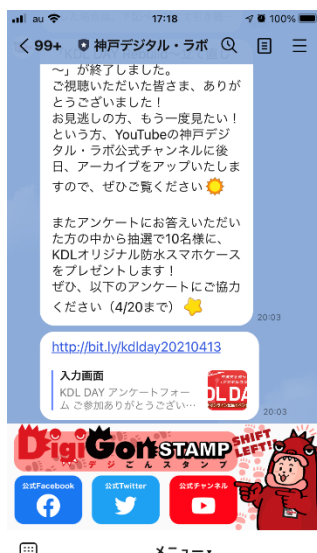 au 17:18 100%
99+ 神戸デジタル・ラボ
～」が終了しました。
ご視聴いただいた皆さま、ありが
とうございました！
お見逃しの方、もう一度見たい！
という方、YouTubeの神戸デジ
タル・ラボ公式チャンネルに後
日、アーカイブをアップいたしま
すので、ぜひご覧ください
またアンケートにお答えいただい
た方の中から抽選で10名様に、
KDLオリジナル防水スマホケース
をプレゼントします！
ぜひ、以下のアンケートにご協力
ください（4/20まで）
20:03
http://bit.ly/kdlday20210413
入力画面
KDL DAY アンケートフォー
ム ご参加ありがとうござい…
20:03
DigiGon STAMP
デジごんスタンプ
SHIFT
LEFT!
公式Facebook
公式Twitter
公式チャンネル
メニュー▼